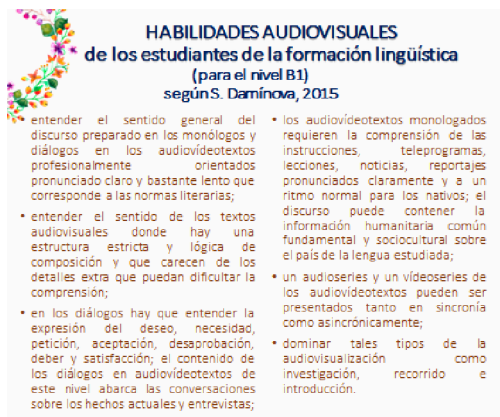 HABILIDADES AUDIOVISUALES
de los estudiantes de la formación lingüística
(para el nivel B1)
según S. Damínova, 2015
• entender el sentido general del
discurso preparado en los monólogos y
diálogos en los audiovídeotextos
profesionalmente orientados
pronunciado claro y bastante lento que
corresponde a las normas literarias;
• entender el sentido de los textos
audiovisuales donde hay una
estructura estricta y lógica de
composición y que carecen de los
detalles extra que puedan dificultar la
comprensión;
• en los diálogos hay que entender la
expresión del deseo, necesidad,
petición, aceptación, desaprobación,
deber y satisfacción; el contenido de
los diálogos en audiovídeotextos de
este nivel abarca las conversaciones
sobre los hechos actuales y entrevistas;
• los audiovídeotextos monologados
requieren la comprensión de las
instrucciones, teleprogramas,
lecciones, noticias, reportajes
pronunciados claramente y a un
ritmo normal para los nativos; el
discurso puede contener la
información humanitaria común
fundamental y sociocultural sobre
el país de la lengua estudiada;
• un audioseries y un vídeoseries de
los audiovídeotextos pueden ser
presentados tanto en sincronía
como asincrónicamente;
• dominar tales tipos de la
audiovisualización como
investigación, recorrido e
introducción.